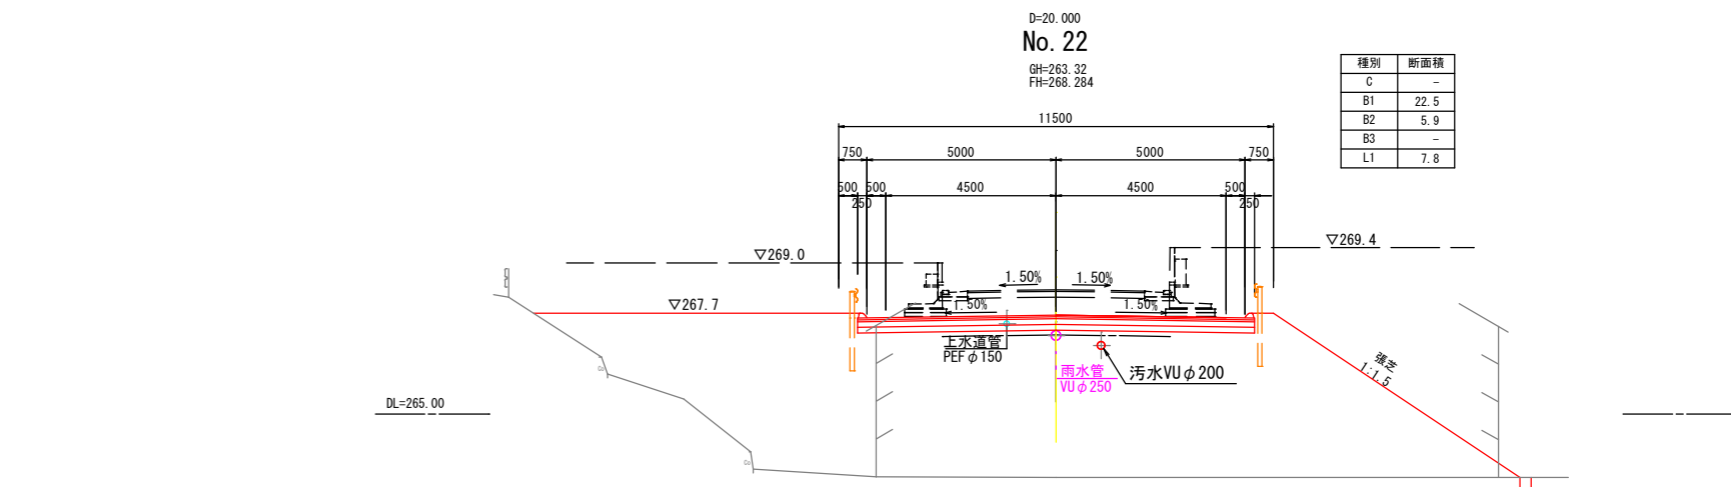 D=20.000
No. 22
GH=263.32
FH=268.284
種別 断面積
C －
B1 22.5
B2 5.9
B3 －
L1 7.8
11500
750 5000 5000 750
500 500 4500 4500 500
250 250
▽269.0
▽269.4
1.50% 1.50%
▽267.7
1.50% 1.50%
上水道管
PEFφ150
雨水管
VUφ250
汚水VUφ200
張芝
1:1.5
DL=265.00
Co
Co